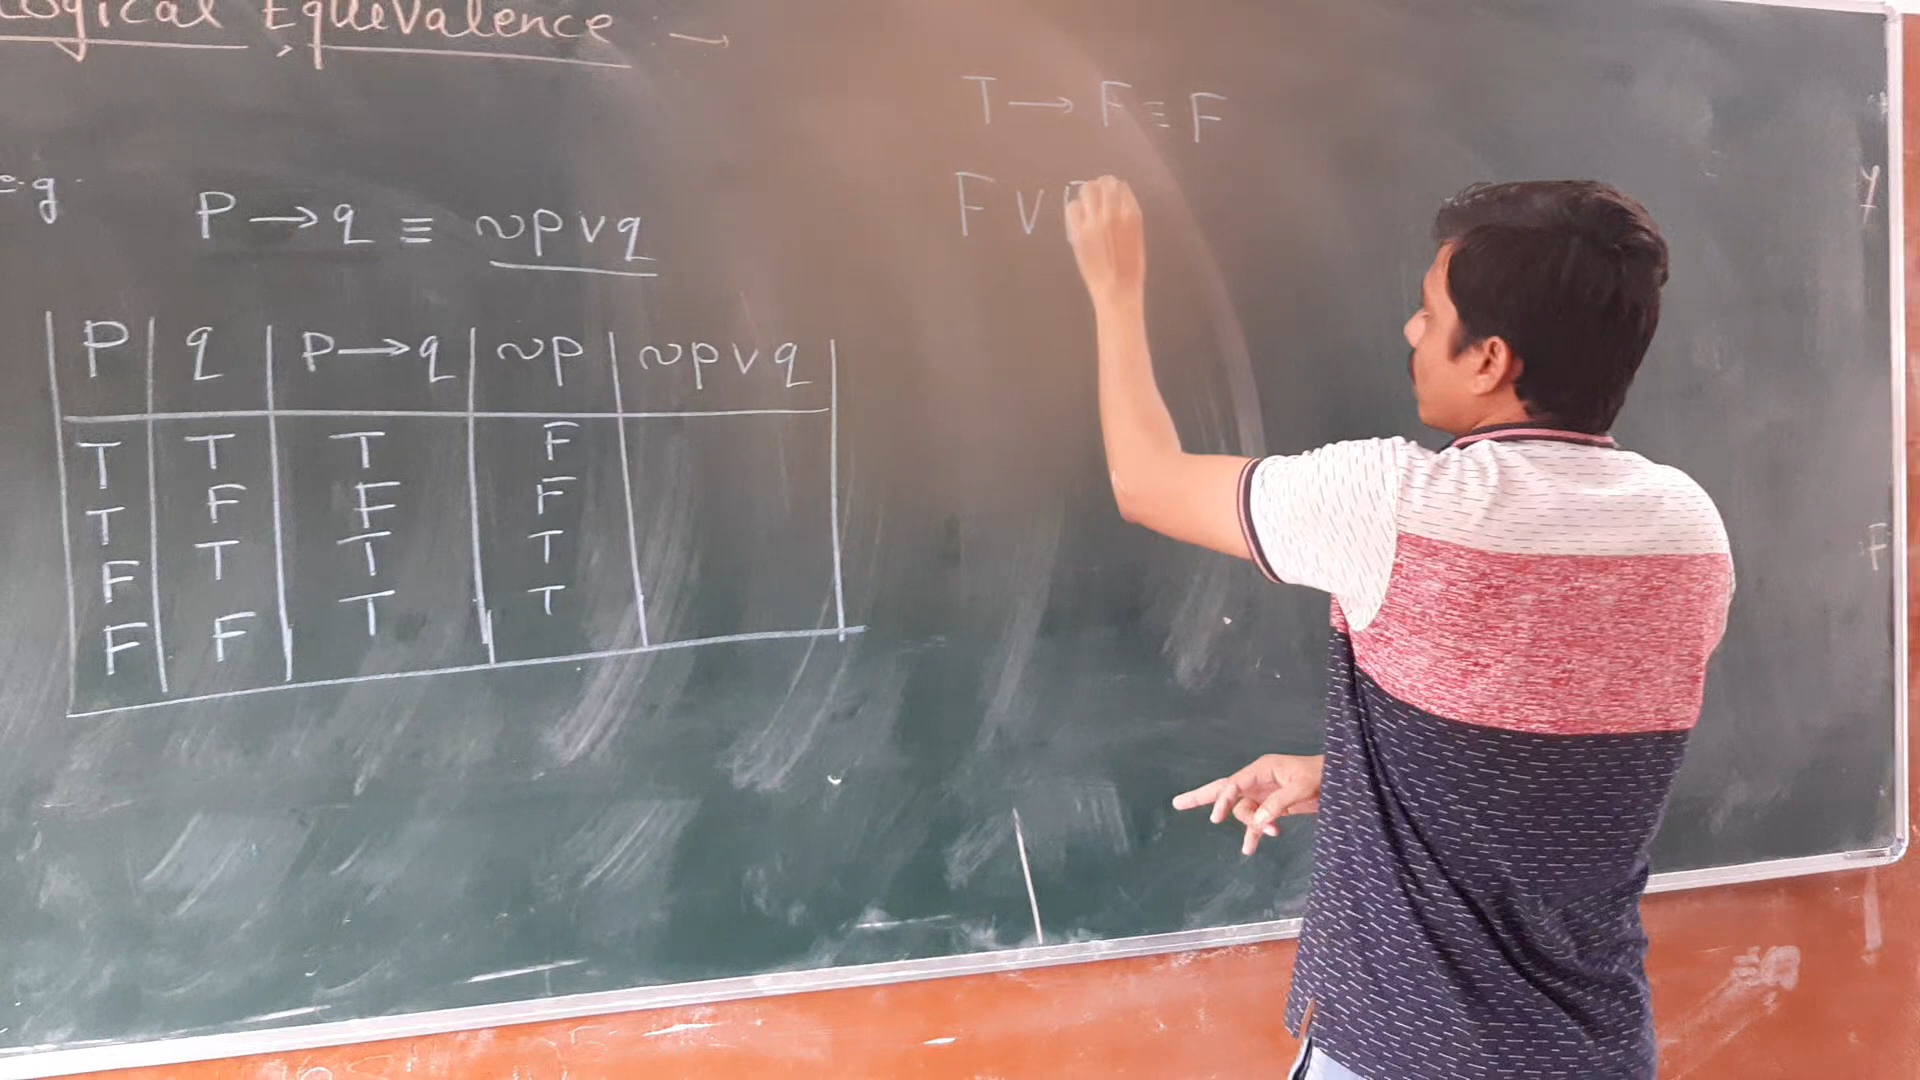 Logical Equivalence →
e.g.
P → q ≡ ~p v q
P q P → q ~p ~p v q
T T T F
T F F F
F T T T
F F T T
T → F ≡ F
F v F
y
F